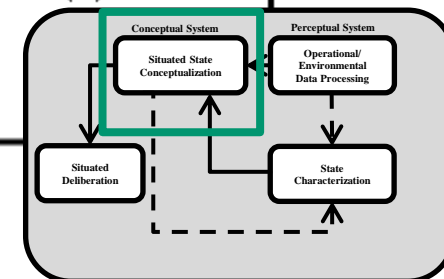 Conceptual System
Perceptual System
Situated State
Conceptualization
Operational/
Environmental
Data Processing
Situated
Deliberation
State
Characterization